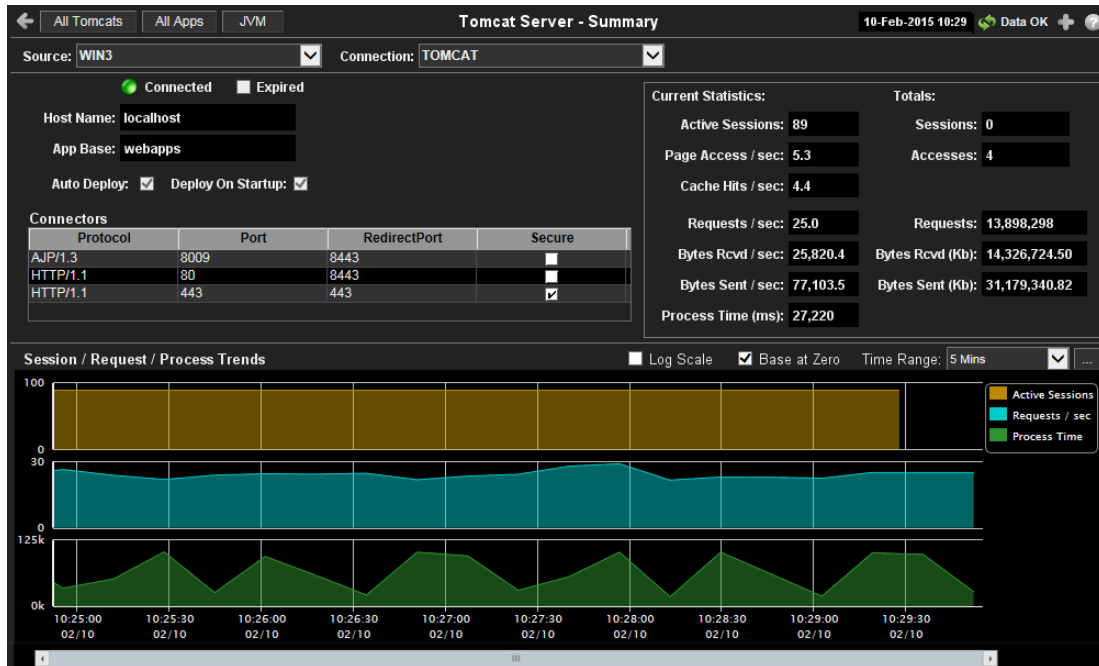 All Tomcats All Apps JVM Tomcat Server - Summary 10-Feb-2015 10:29 Data OK
Source: WIN3 Connection: TOMCAT
Connected Expired
Host Name: localhost
App Base: webapps
Auto Deploy: Deploy On Startup:
Connectors
Protocol Port RedirectPort Secure
AJP/1.3 8009 8443
HTTP/1.1 80 8443
HTTP/1.1 443 443
Current Statistics: Totals:
Active Sessions: 89 Sessions: 0
Page Access / sec: 5.3 Accesses: 4
Cache Hits / sec: 4.4
Requests / sec: 25.0 Requests: 13,898,298
Bytes Rcvd / sec: 25,820.4 Bytes Rcvd (Kb): 14,326,724.50
Bytes Sent / sec: 77,103.5 Bytes Sent (Kb): 31,179,340.82
Process Time (ms): 27,220
Session / Request / Process Trends Log Scale Base at Zero Time Range: 5 Mins ...
100
0
30
0
125k
0k
Active Sessions
Requests / sec
Process Time
10:25:00 10:25:30 10:26:00 10:26:30 10:27:00 10:27:30 10:28:00 10:28:30 10:29:00 10:29:30
02/10 02/10 02/10 02/10 02/10 02/10 02/10 02/10 02/10 02/10